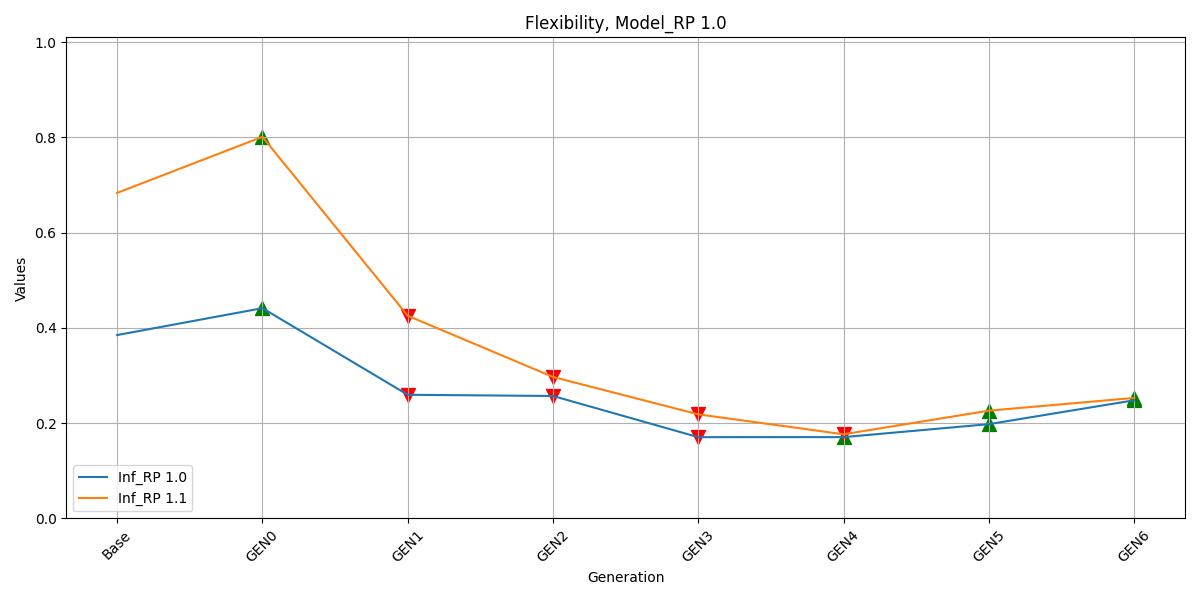 Flexibility, Model_RP 1.0
1.0
0.8
0.6
0.4
0.2
0.0
Values
Inf_RP 1.0
Inf_RP 1.1
Base
GEN0
GEN1
GEN2
GEN3
GEN4
GEN5
GEN6
Generation